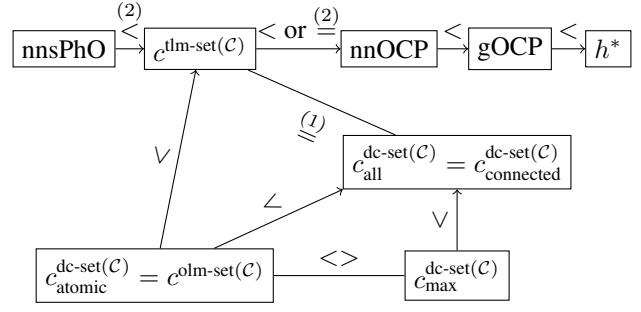 nnsPhO <^(2) c^{tlm-set(𝒞)} < or =^(2) nnOCP < gOCP < h*
∨ =^(1) c_{all}^{dc-set(𝒞)} = c_{connected}^{dc-set(𝒞)}
< ∨
c_{atomic}^{dc-set(𝒞)} = c^{olm-set(𝒞)} <> c_{max}^{dc-set(𝒞)}